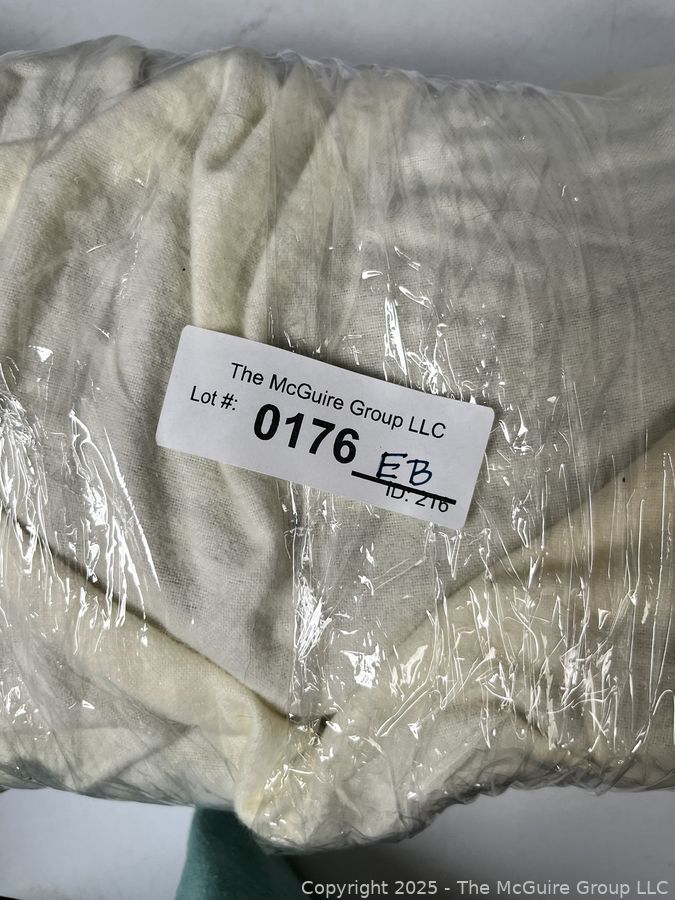 The McGuire Group LLC
Lot #: 0176 EB
ID: 216
Copyright 2025 - The McGuire Group LLC